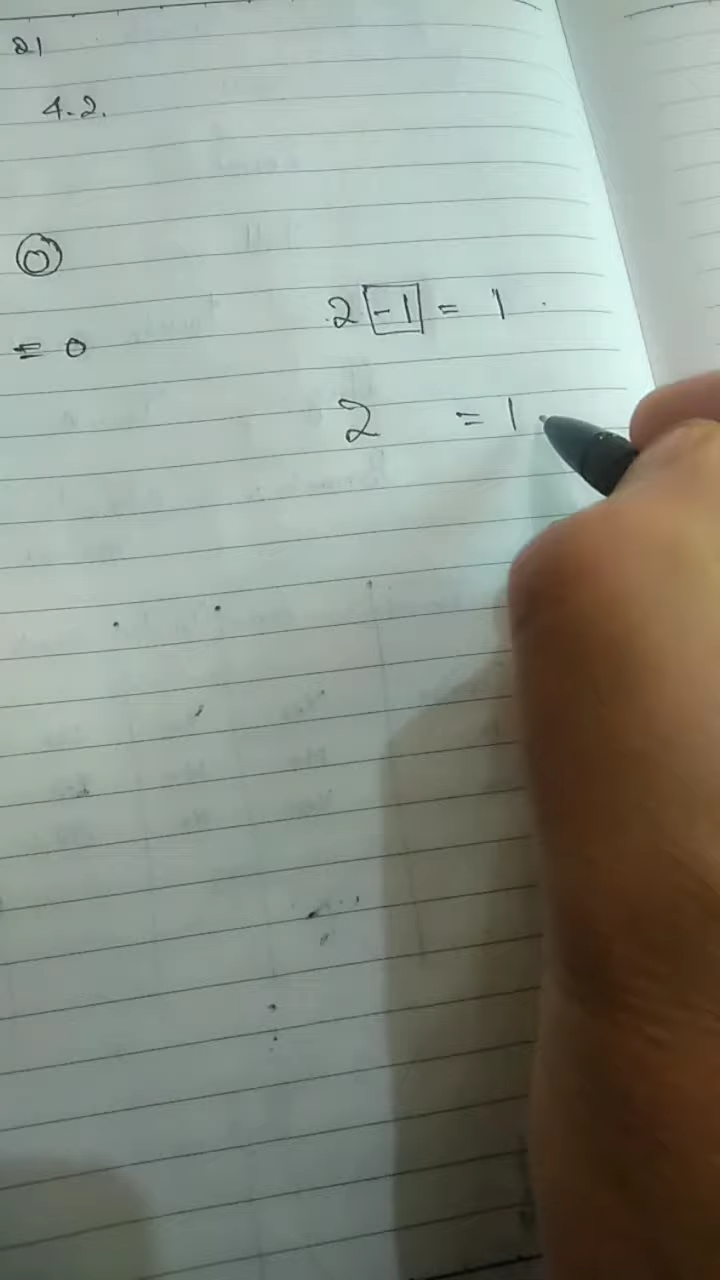 21
4.2.
0
= 0
2 -1 = 1
2 = 1